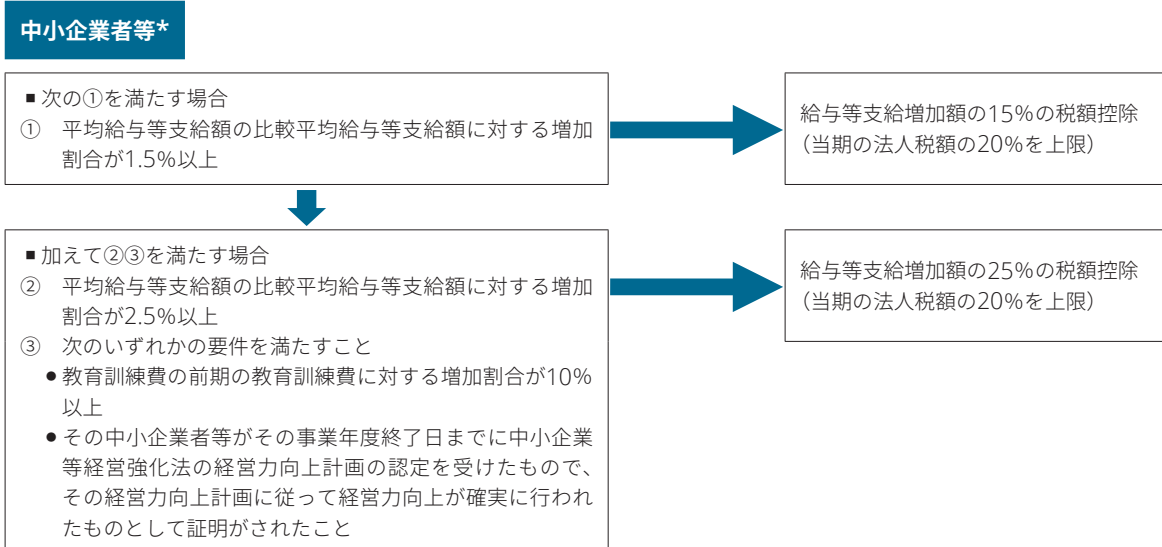 中小企業者等*
■次の①を満たす場合
① 平均給与等支給額の比較平均給与等支給額に対する増加
割合が1.5%以上
給与等支給増加額の15%の税額控除
（当期の法人税額の20%を上限）
■加えて②③を満たす場合
② 平均給与等支給額の比較平均給与等支給額に対する増加
割合が2.5%以上
③ 次のいずれかの要件を満たすこと
●教育訓練費の前期の教育訓練費に対する増加割合が10%
以上
●その中小企業者等がその事業年度終了日までに中小企業
等経営強化法の経営力向上計画の認定を受けたもので、
その経営力向上計画に従って経営力向上が確実に行われ
たものとして証明がされたこと
給与等支給増加額の25%の税額控除
（当期の法人税額の20%を上限）